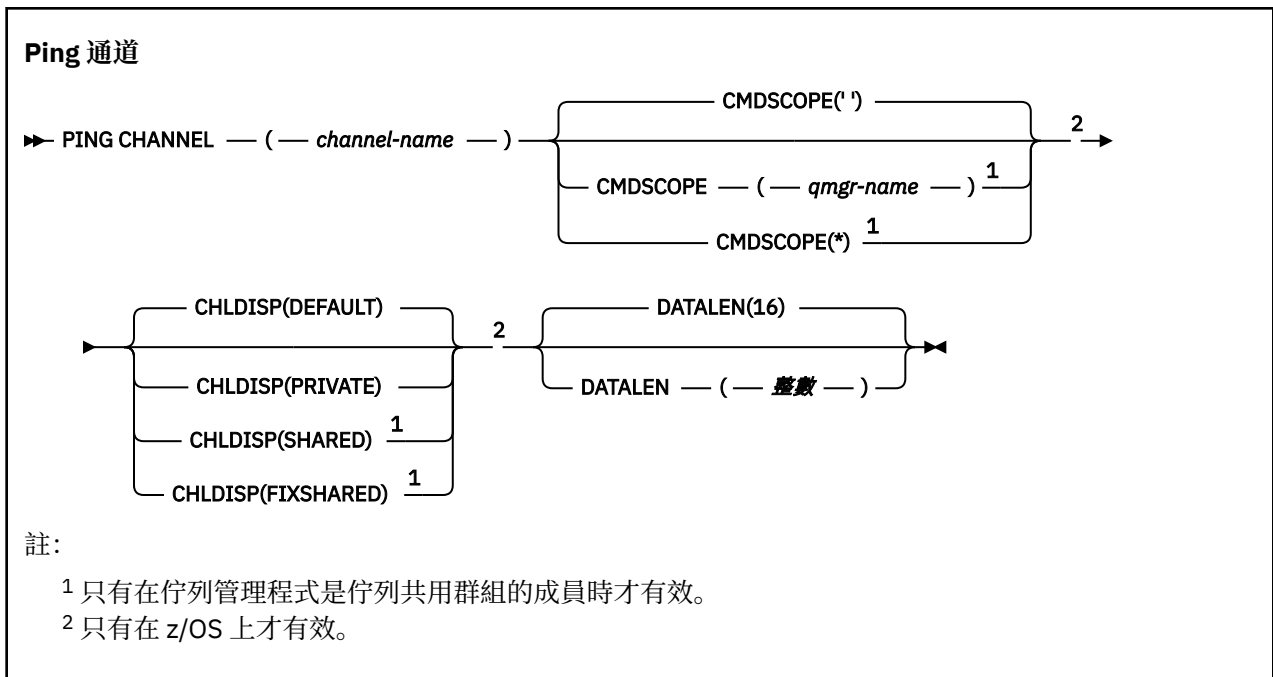 Ping 通道
CMDSCOPE(' ')
PING CHANNEL ( channel-name ) 2
CMDSCOPE ( qmgr-name ) 1
CMDSCOPE(*) 1
CHLDISP(DEFAULT) 2 DATALEN(16)
CHLDISP(PRIVATE) DATALEN ( 整數 )
CHLDISP(SHARED) 1
CHLDISP(FIXSHARED) 1
註：
1 只有在佇列管理程式是佇列共用群組的成員時才有效。
2 只有在 z/OS 上才有效。